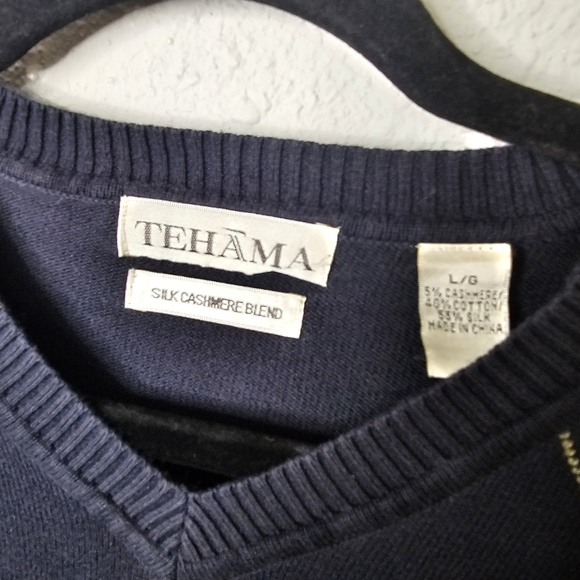 TEHĀMA
SILK CASHMERE BLEND
L/G
5% CASHMERE/
40% COTTON/
55% SILK
MADE IN CHINA